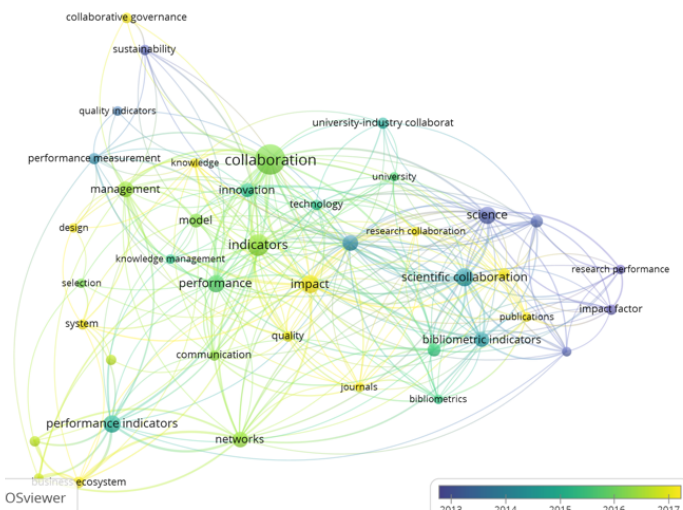 collaborative governance
sustainability
quality indicators
university-industry collaborat
performance measurement
knowledge
collaboration
university
management
innovation
technology
science
model
design
research collaboration
indicators
knowledge management
research performance
scientific collaboration
selection
performance
impact
impact factor
publications
system
quality
bibliometric indicators
communication
journals
bibliometrics
performance indicators
networks
business ecosystem
OSviewer
2013 2014 2015 2016 2017